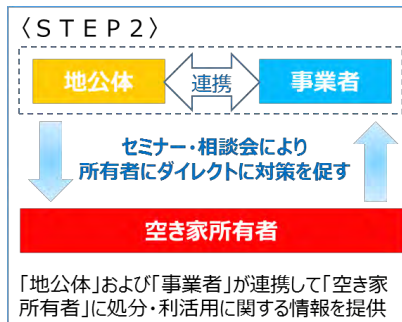 〈STEP2〉
地公体 連携 事業者
セミナー・相談会により
所有者にダイレクトに対策を促す
空き家所有者
「地公体」および「事業者」が連携して「空き家
所有者」に処分・利活用に関する情報を提供